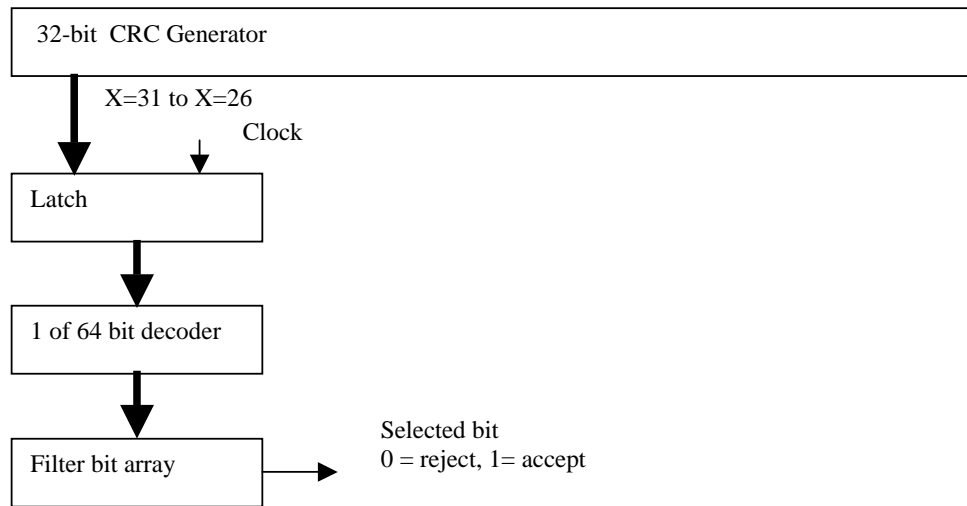 32-bit CRC Generator
X=31 to X=26
Clock
Latch
1 of 64 bit decoder
Filter bit array
Selected bit
0 = reject, 1= accept